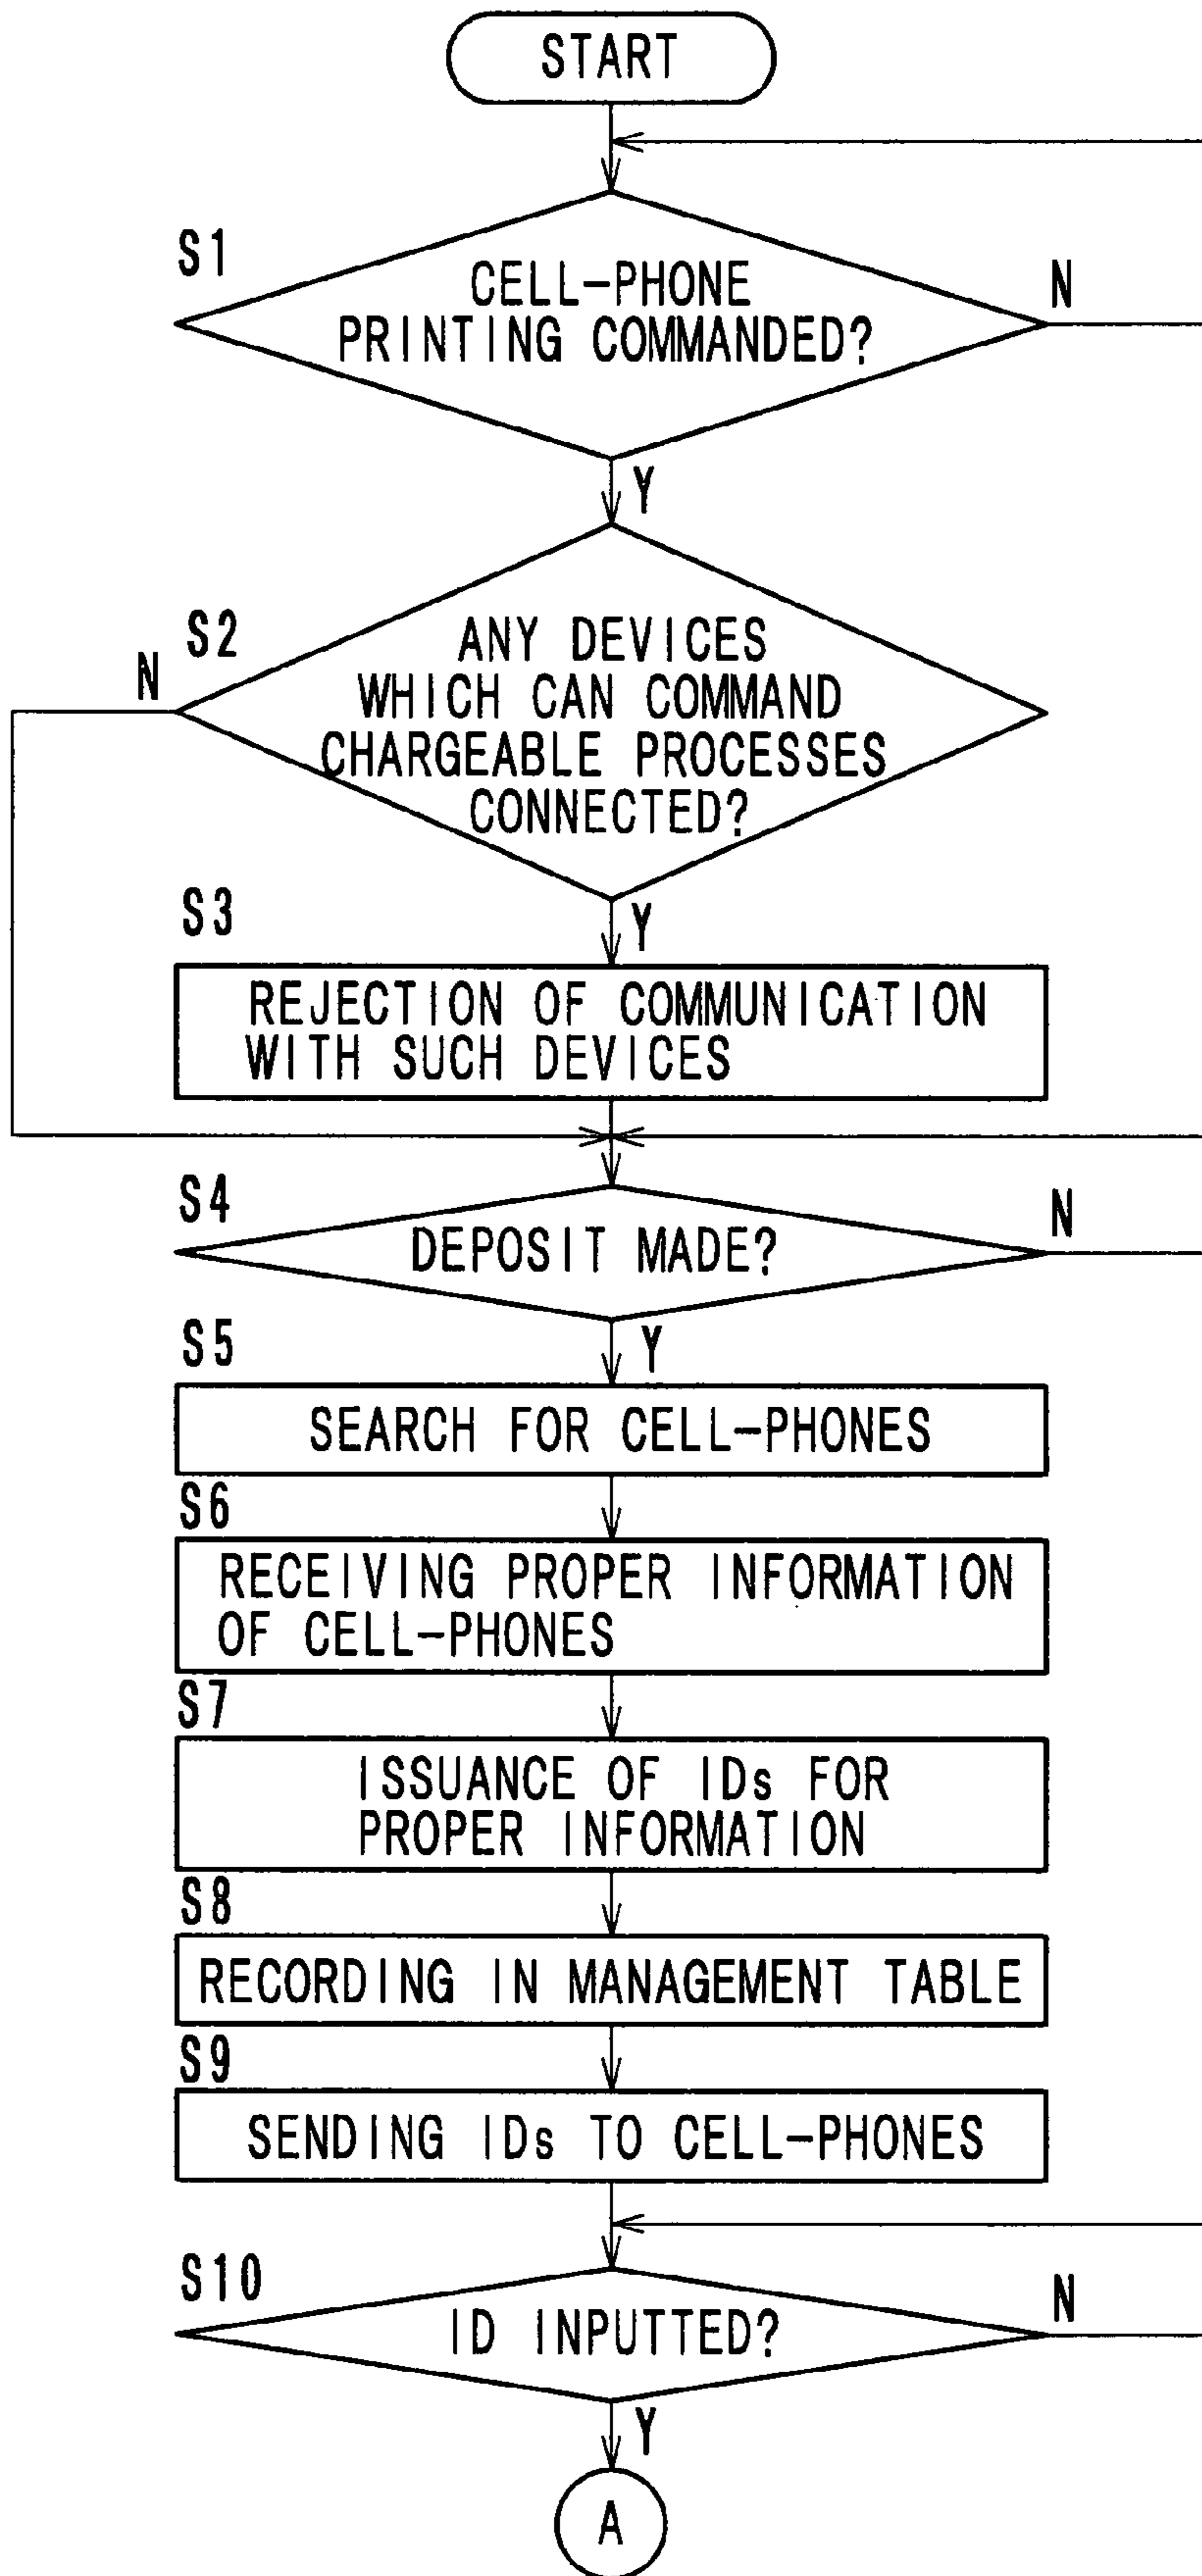 START
S1
CELL-PHONE
PRINTING COMMANDED?
N
Y
S2
N
ANY DEVICES
WHICH CAN COMMAND
CHARGEABLE PROCESSES
CONNECTED?
S3
Y
REJECTION OF COMMUNICATION
WITH SUCH DEVICES
S4
DEPOSIT MADE?
N
S5
Y
SEARCH FOR CELL-PHONES
S6
RECEIVING PROPER INFORMATION
OF CELL-PHONES
S7
ISSUANCE OF IDs FOR
PROPER INFORMATION
S8
RECORDING IN MANAGEMENT TABLE
S9
SENDING IDs TO CELL-PHONES
S10
ID INPUTTED?
N
Y
A